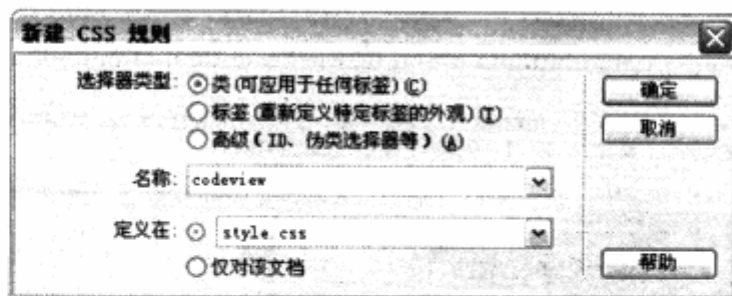 新建 CSS 规则
选择器类型: 类(可应用于任何标签)(C)
标签(重新定义特定标签的外观)(T)
高级(ID、伪类选择器等)(A)
确定
取消
名称: codeview
定义在: style.css
仅对该文档
帮助